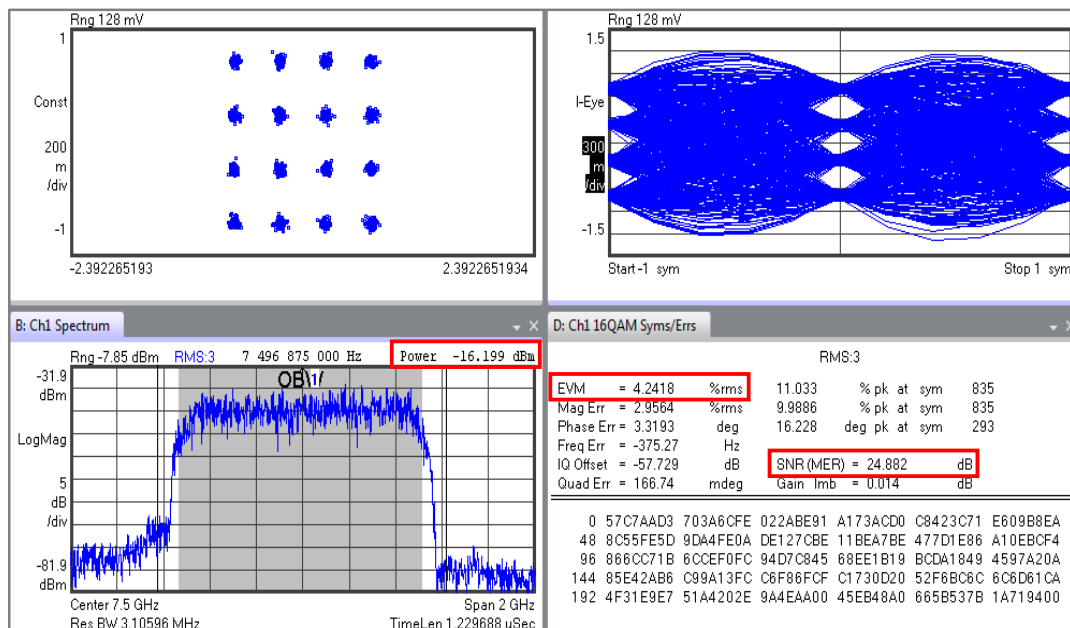 Rng 128 mV
1
Const
200
m
/div
-1
-2.3922651934 2.3922651934
Rng 128 mV
1.5
I-Eye
300
m
/div
-1.5
Start -1 sym Stop 1 sym
B: Ch1 Spectrum
Rng -7.85 dBm RMS:3 7 496 875 000 Hz Power -16.199 dBm
-31.9
dBm
OB\1/
LogMag
5
dB
/div
-81.9
dBm
Center 7.5 GHz Span 2 GHz
Res BW 3.10596 MHz TimeLen 1.229688 uSec
D: Ch1 16QAM Syms/Errs
RMS:3
EVM = 4.2418 %rms 11.033 % pk at sym 835
Mag Err = 2.9564 %rms 9.9886 % pk at sym 835
Phase Err = 3.3193 deg 16.228 deg pk at sym 293
Freq Err = -375.27 Hz
IQ Offset = -57.729 dB SNR (MER) = 24.882 dB
Quad Err = 166.74 mdeg Gain Imb = 0.014 dB
0 57C7AAD3 703A6CFE 022ABE91 A173ACD0 C8423C71 E609B8EA
48 8C55FE5D 9DA4FE0A DE127CBE 11BEA7BE 477D1E86 A10EBCF4
96 866CC71B 6CCEF0FC 94D7C845 68EE1B19 BCDA1849 4597A20A
144 85E42AB6 C99A13FC C6F86FCF C1730D20 52F6BC6C 6C6D61CA
192 4F31E9E7 51A4202E 9A4EAA00 45EB48A0 665B537B 1A719400